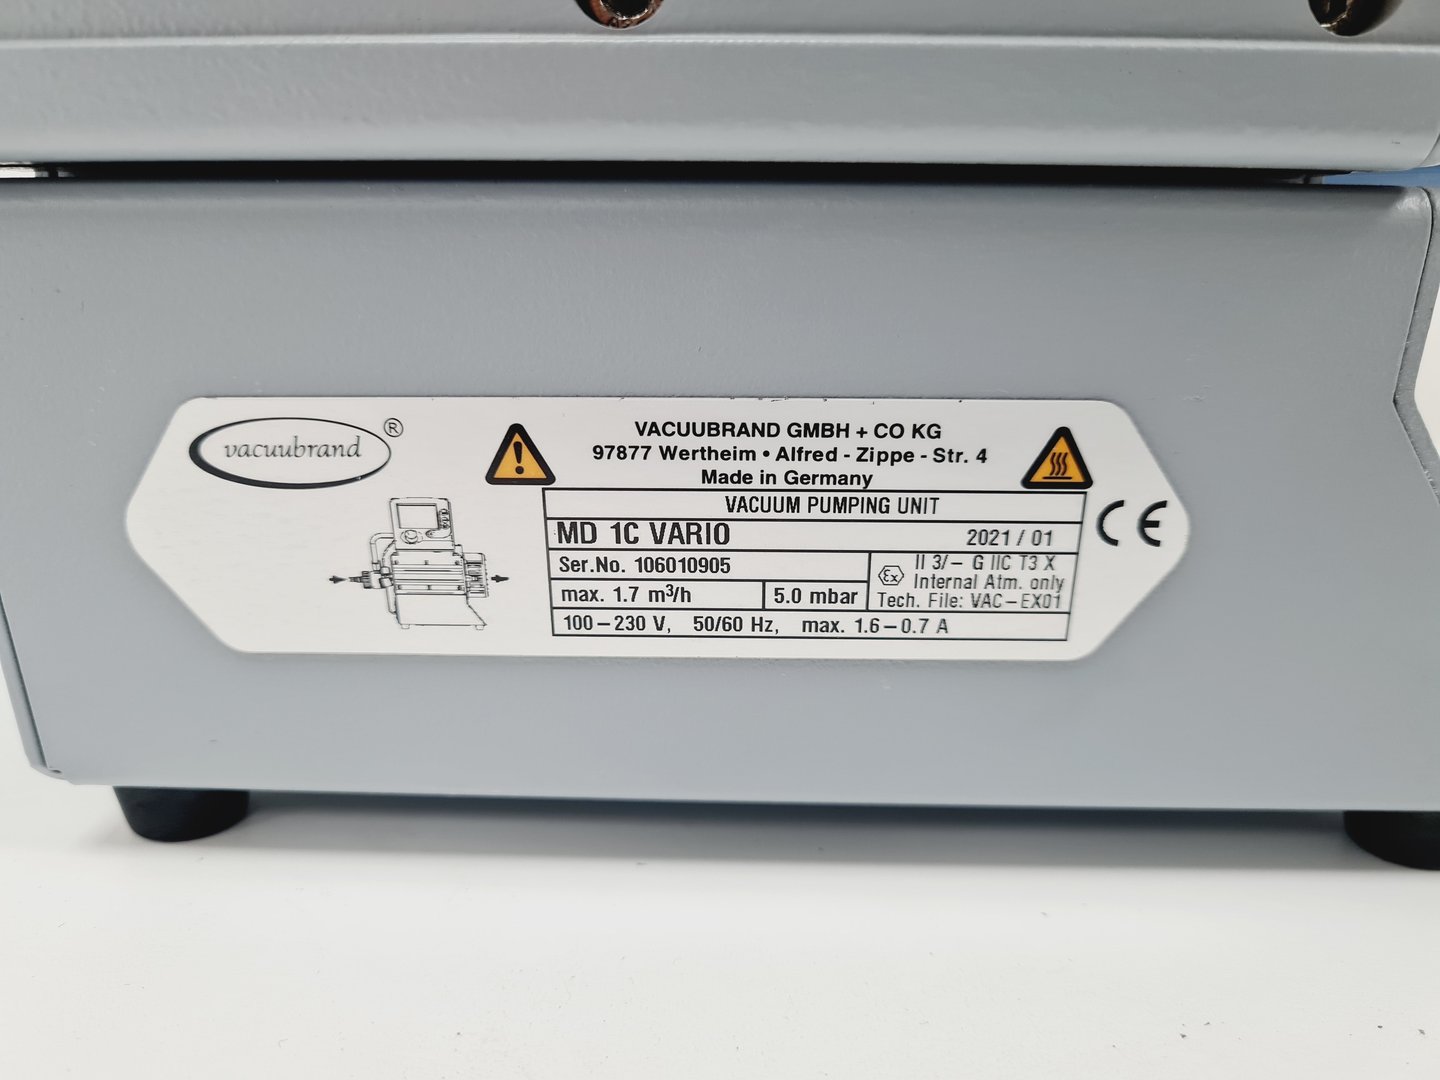 vacuubrand ®
VACUUBRAND GMBH + CO KG
97877 Wertheim • Alfred - Zippe - Str. 4
Made in Germany
VACUUM PUMPING UNIT
MD 1C VARIO 2021 / 01
Ser.No. 106010905
max. 1.7 m³/h 5.0 mbar
Ex II 3/– G IIC T3 X
Internal Atm. only
Tech. File: VAC–EX01
100–230 V, 50/60 Hz, max. 1.6–0.7 A
CE